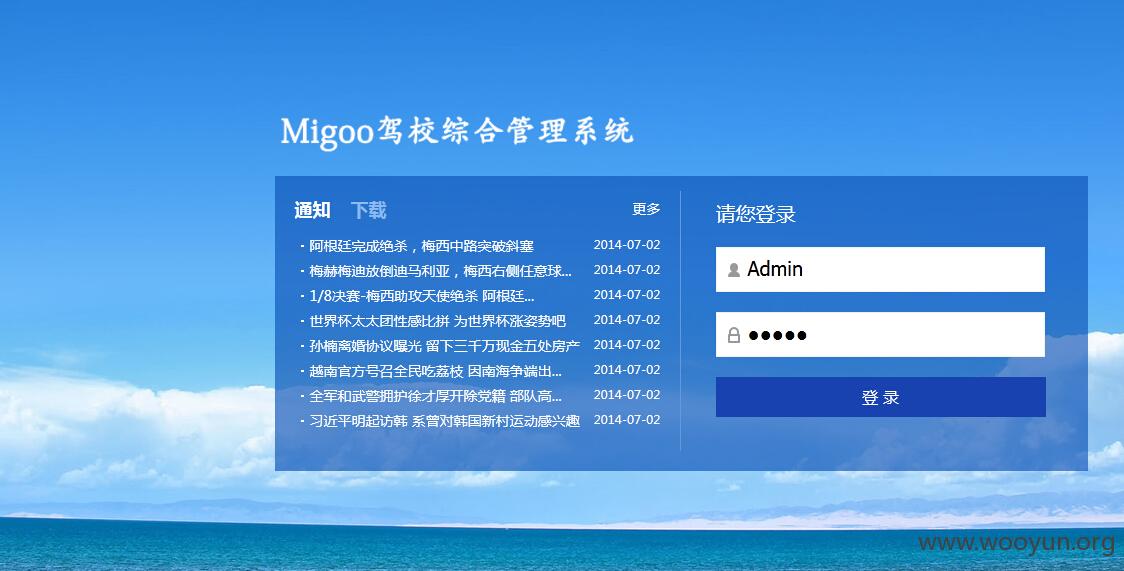 Migoo驾校综合管理系统
通知 下载 更多
· 阿根廷完成绝杀，梅西中路突破斜塞 2014-07-02
· 梅赫梅迪放倒迪马利亚，梅西右侧任意球... 2014-07-02
· 1/8决赛-梅西助攻天使绝杀 阿根廷... 2014-07-02
· 世界杯太太团性感比拼 为世界杯涨姿势吧 2014-07-02
· 孙楠离婚协议曝光 留下三千万现金五处房产 2014-07-02
· 越南官方号召全民吃荔枝 因南海争端出... 2014-07-02
· 全军和武警拥护徐才厚开除党籍 部队高... 2014-07-02
· 习近平明起访韩 系曾对韩国新村运动感兴趣 2014-07-02
请您登录
Admin
●●●●●
登 录
www.wooyun.org